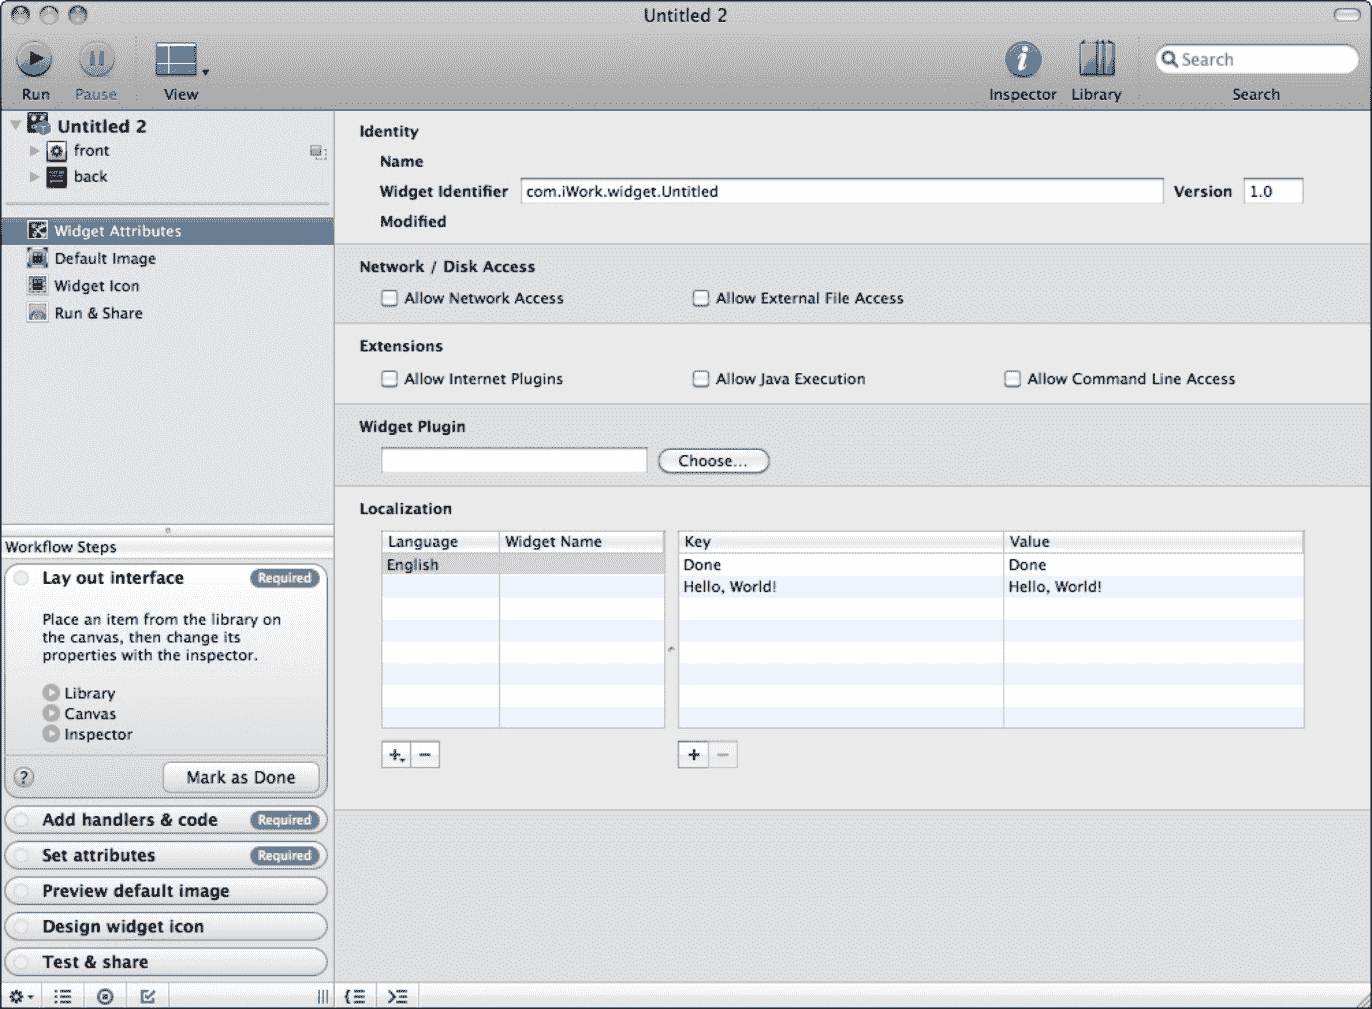 Untitled 2
Run Pause View Inspector Library Search
Search
Untitled 2
front
back
Widget Attributes
Default Image
Widget Icon
Run & Share
Workflow Steps
Lay out interface Required
Place an item from the library on
the canvas, then change its
properties with the inspector.
Library
Canvas
Inspector
? Mark as Done
Add handlers & code Required
Set attributes Required
Preview default image
Design widget icon
Test & share
Identity
Name
Widget Identifier com.iWork.widget.Untitled Version 1.0
Modified
Network / Disk Access
Allow Network Access Allow External File Access
Extensions
Allow Internet Plugins Allow Java Execution Allow Command Line Access
Widget Plugin
Choose...
Localization
Language Widget Name Key Value
English Done Done
Hello, World! Hello, World!